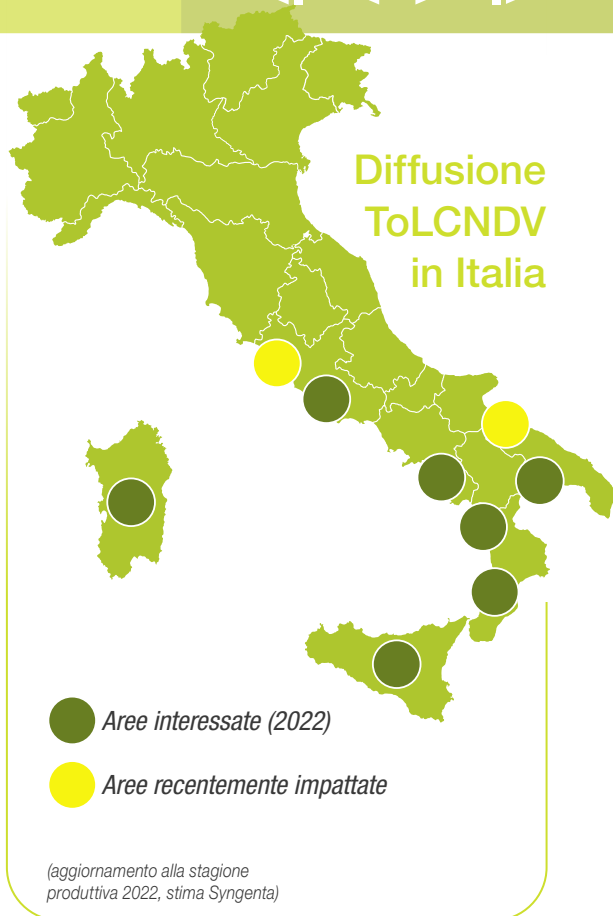 Diffusione
ToLCNDV
in Italia
Aree interessate (2022)
Aree recentemente impattate
(aggiornamento alla stagione
produttiva 2022, stima Syngenta)